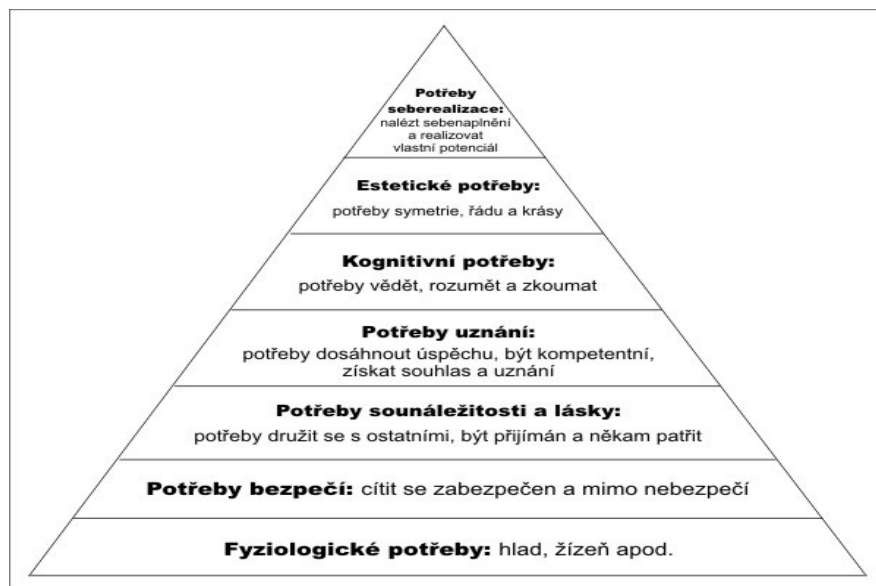 Potřeby
seberealizace:
nalézt sebenaplnění
a realizovat
vlastní potenciál
Estetické potřeby:
potřeby symetrie, řádu a krásy
Kognitivní potřeby:
potřeby vědět, rozumět a zkoumat
Potřeby uznání:
potřeby dosáhnout úspěchu, být kompetentní,
získat souhlas a uznání
Potřeby sounáležitosti a lásky:
potřeby družit se s ostatními, být přijímán a někam patřit
Potřeby bezpečí: cítit se zabezpečen a mimo nebezpečí
Fyziologické potřeby: hlad, žízeň apod.